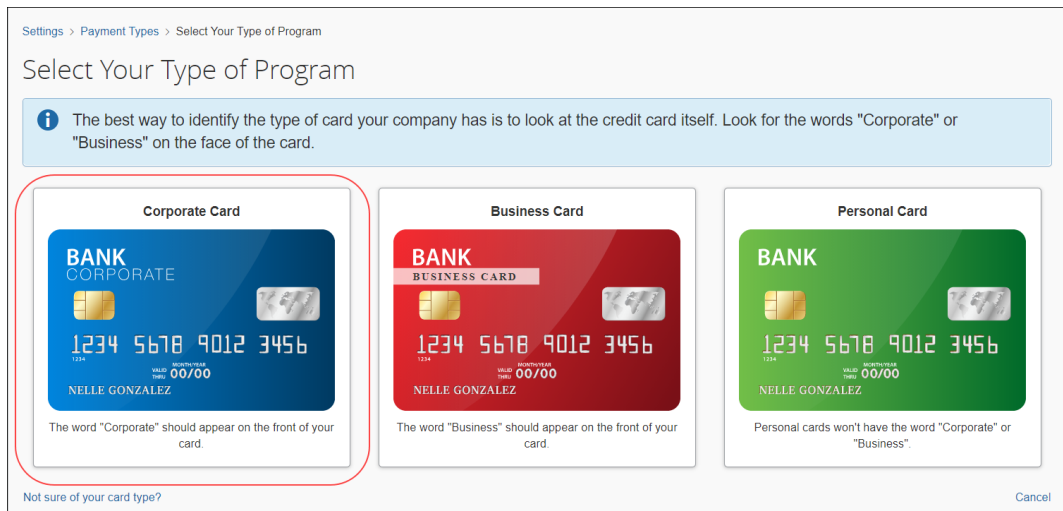 Settings > Payment Types > Select Your Type of Program
Select Your Type of Program
The best way to identify the type of card your company has is to look at the credit card itself. Look for the words "Corporate" or
"Business" on the face of the card.
Corporate Card
BANK
CORPORATE
1234 5678 9012 3456
1234
MONTH/YEAR
VALID THRU 00/00
NELLE GONZALEZ
The word "Corporate" should appear on the front of your
card.
Business Card
BANK
BUSINESS CARD
1234 5678 9012 3456
1234
MONTH/YEAR
VALID THRU 00/00
NELLE GONZALEZ
The word "Business" should appear on the front of your
card.
Personal Card
BANK
1234 5678 9012 3456
1234
MONTH/YEAR
VALID THRU 00/00
NELLE GONZALEZ
Personal cards won't have the word "Corporate" or
"Business".
Not sure of your card type?
Cancel